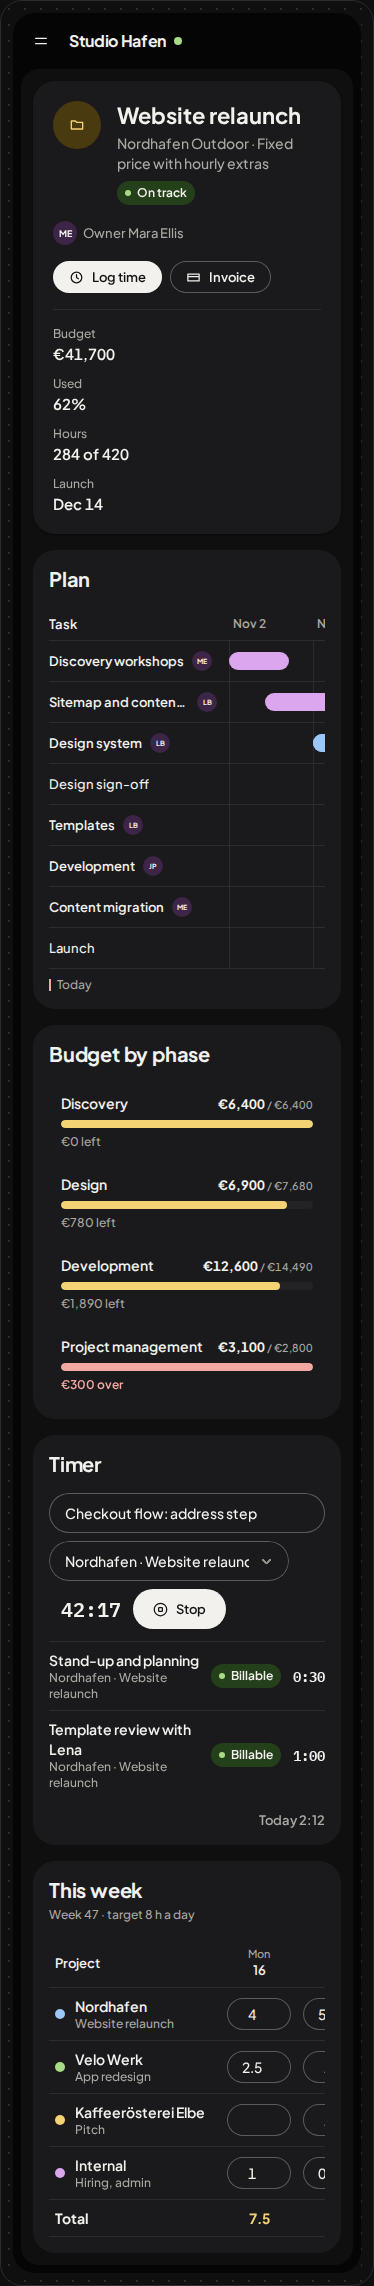 Studio Hafen
Website relaunch
Nordhafen Outdoor · Fixed
price with hourly extras
On track
ME Owner Mara Ellis
Log time
Invoice
Budget
€41,700
Used
62%
Hours
284 of 420
Launch
Dec 14
Plan
Task Nov 2 N
Discovery workshops ME
Sitemap and conten… LB
Design system LB
Design sign-off
Templates LB
Development JP
Content migration ME
Launch
Today
Budget by phase
Discovery €6,400 / €6,400
€0 left
Design €6,900 / €7,680
€780 left
Development €12,600 / €14,490
€1,890 left
Project management €3,100 / €2,800
€300 over
Timer
Checkout flow: address step
Nordhafen · Website relaunc
42:17 Stop
Stand-up and planning
Nordhafen · Website
relaunch
Billable 0:30
Template review with
Lena
Nordhafen · Website
relaunch
Billable 1:00
Today 2:12
This week
Week 47 · target 8 h a day
Project Mon
16
Nordhafen
Website relaunch
4 5
Velo Werk
App redesign
2.5
Kaffeerösterei Elbe
Pitch
Internal
Hiring, admin
1 0
Total 7.5